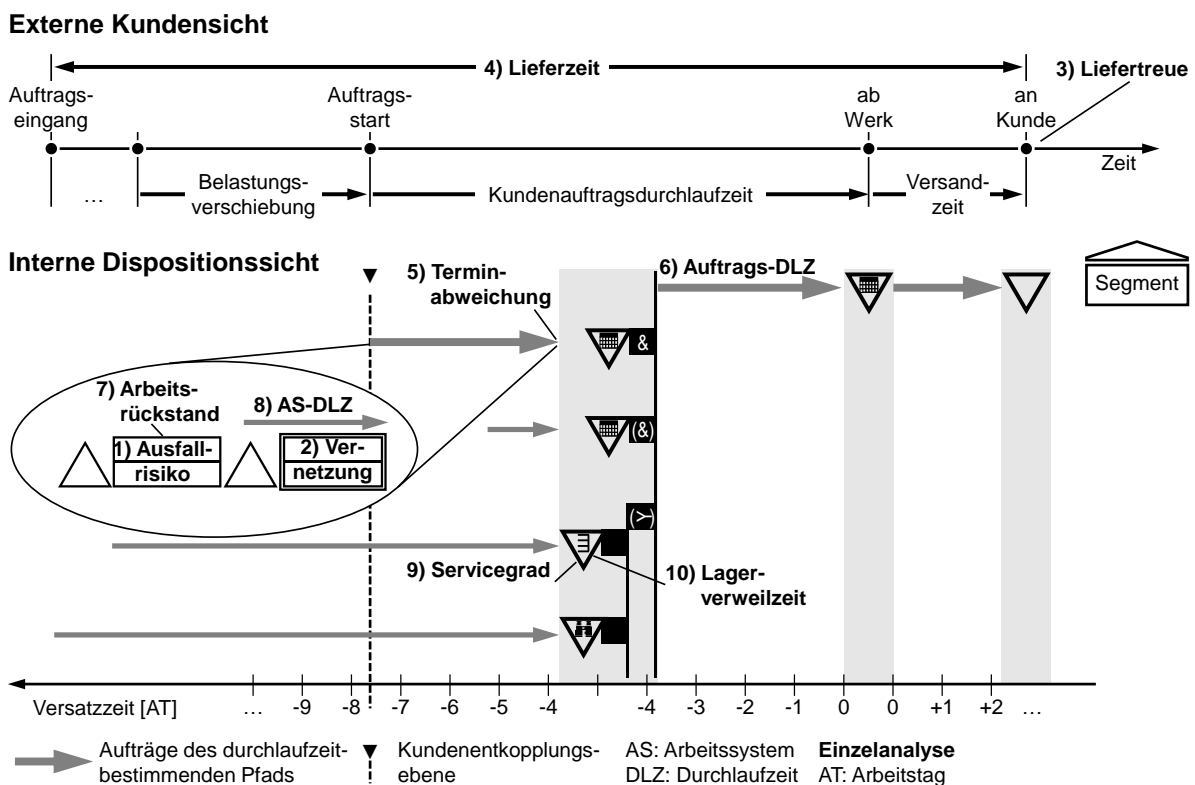 Externe Kundensicht
4) Lieferzeit
3) Liefertreue
Auftrags-
eingang
Auftrags-
start
ab
Werk
an
Kunde
Zeit
…
Belastungs-
verschiebung
Kundenauftragsdurchlaufzeit
Versand-
zeit
Interne Dispositionssicht
5) Termin-
abweichung
6) Auftrags-DLZ
Segment
&
7) Arbeits-
rückstand
8) AS-DLZ
(&)
1) Ausfall-
risiko
2) Ver-
netzung
(Y)
9) Servicegrad
10) Lager-
verweilzeit
Versatzzeit [AT] … -9 -8 -7 -6 -5 -4 -4 -3 -2 -1 0 0 +1 +2 …
Aufträge des durchlaufzeit-
bestimmenden Pfads
Kundenentkopplungs-
ebene
AS: Arbeitssystem
DLZ: Durchlaufzeit
Einzelanalyse
AT: Arbeitstag